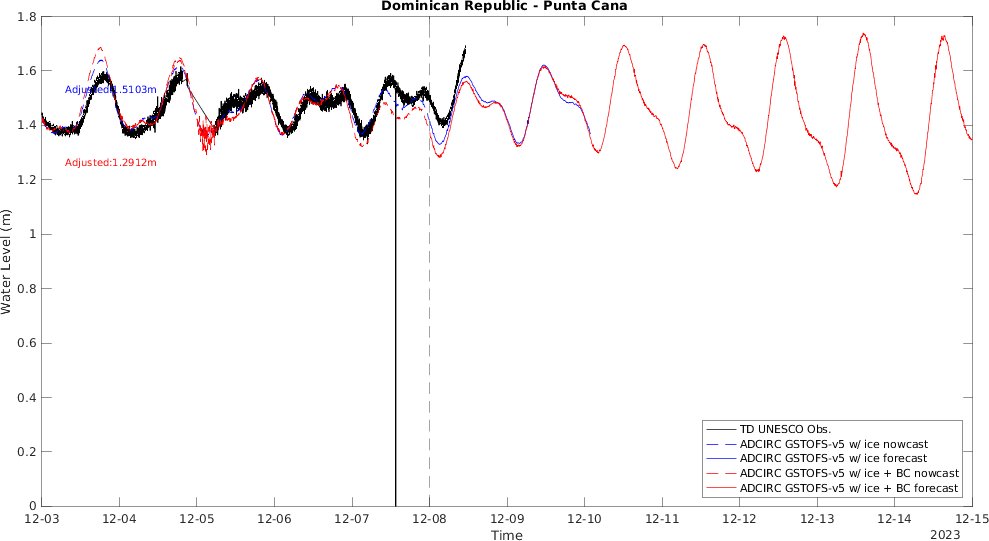 Dominican Republic - Punta Cana
1.8
1.6
1.4
1.2
1
0.8
0.6
0.4
0.2
0
Water Level (m)
Adjusted:1.5103m
Adjusted:1.2912m
TD UNESCO Obs.
ADCIRC GSTOFS-v5 w/ ice nowcast
ADCIRC GSTOFS-v5 w/ ice forecast
ADCIRC GSTOFS-v5 w/ ice + BC nowcast
ADCIRC GSTOFS-v5 w/ ice + BC forecast
12-03 12-04 12-05 12-06 12-07 12-08 12-09 12-10 12-11 12-12 12-13 12-14 12-15
Time
2023